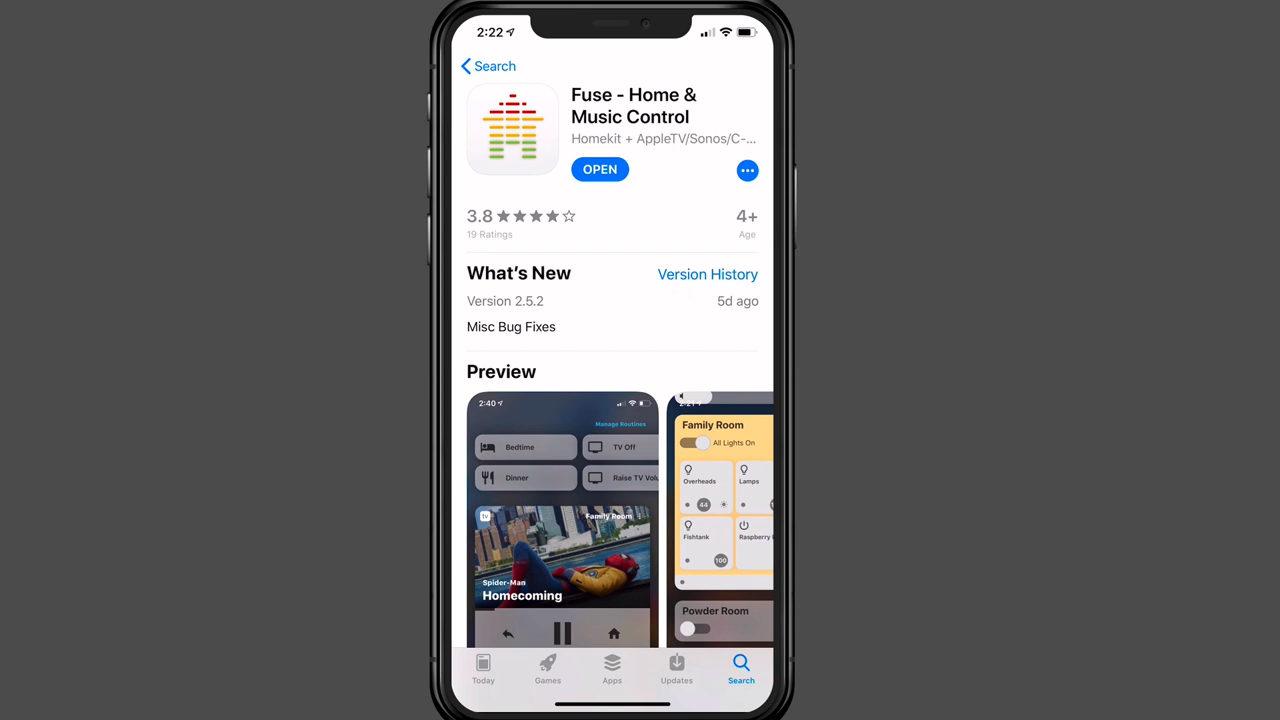 2:22
Search
Fuse - Home &
Music Control
Homekit + AppleTV/Sonos/C-...
OPEN
3.8
4+
19 Ratings
Age
What's New
Version History
Version 2.5.2
5d ago
Misc Bug Fixes
Preview
2:40
Manage Routines
Bedtime
TV Off
Dinner
Raise TV Volu
tv
Family Room
Spider-Man
Homecoming
Family Room
All Lights On
Overheads
Lamps
44
Fishtank
Raspberry
100
Powder Room
Today
Games
Apps
Updates
Search